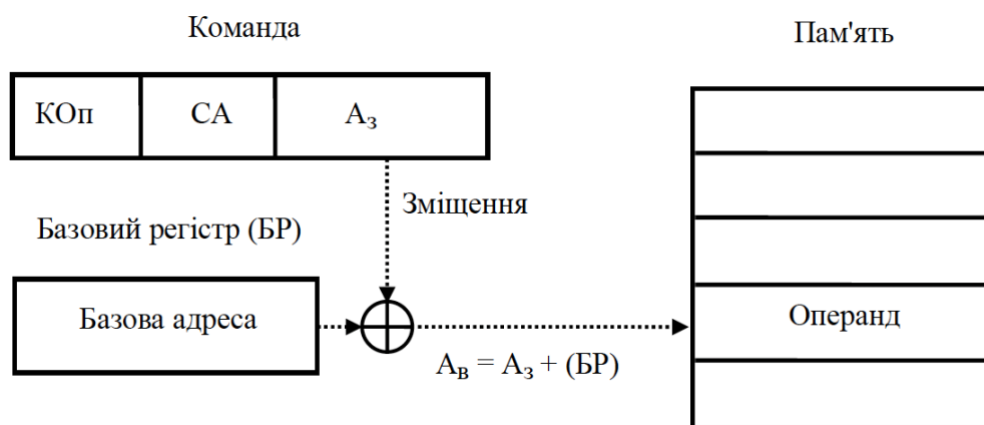 Команда
Пам'ять
КОп СА Аз
Зміщення
Базовий регістр (БР)
Базова адреса
Операнд
Ав = Аз + (БР)